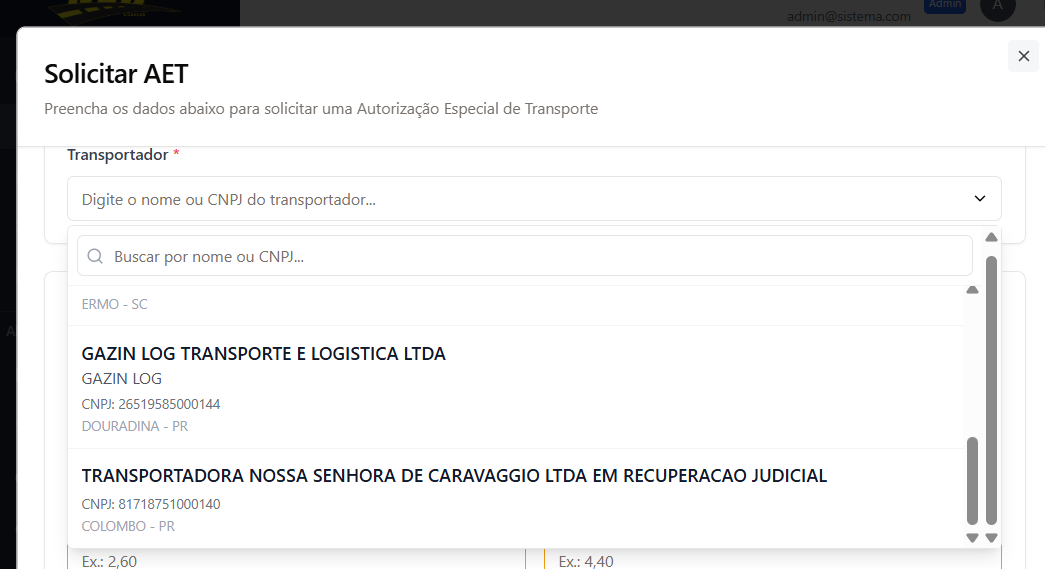 admin@sistema.com
Admin
A
Solicitar AET
Preencha os dados abaixo para solicitar uma Autorização Especial de Transporte
Transportador *
Digite o nome ou CNPJ do transportador...
Buscar por nome ou CNPJ...
ERMO - SC
A
GAZIN LOG TRANSPORTE E LOGISTICA LTDA
GAZIN LOG
CNPJ: 26519585000144
DOURADINA - PR
TRANSPORTADORA NOSSA SENHORA DE CARAVAGGIO LTDA EM RECUPERACAO JUDICIAL
CNPJ: 81718751000140
COLOMBO - PR
Ex.: 2,60
Ex.: 4,40